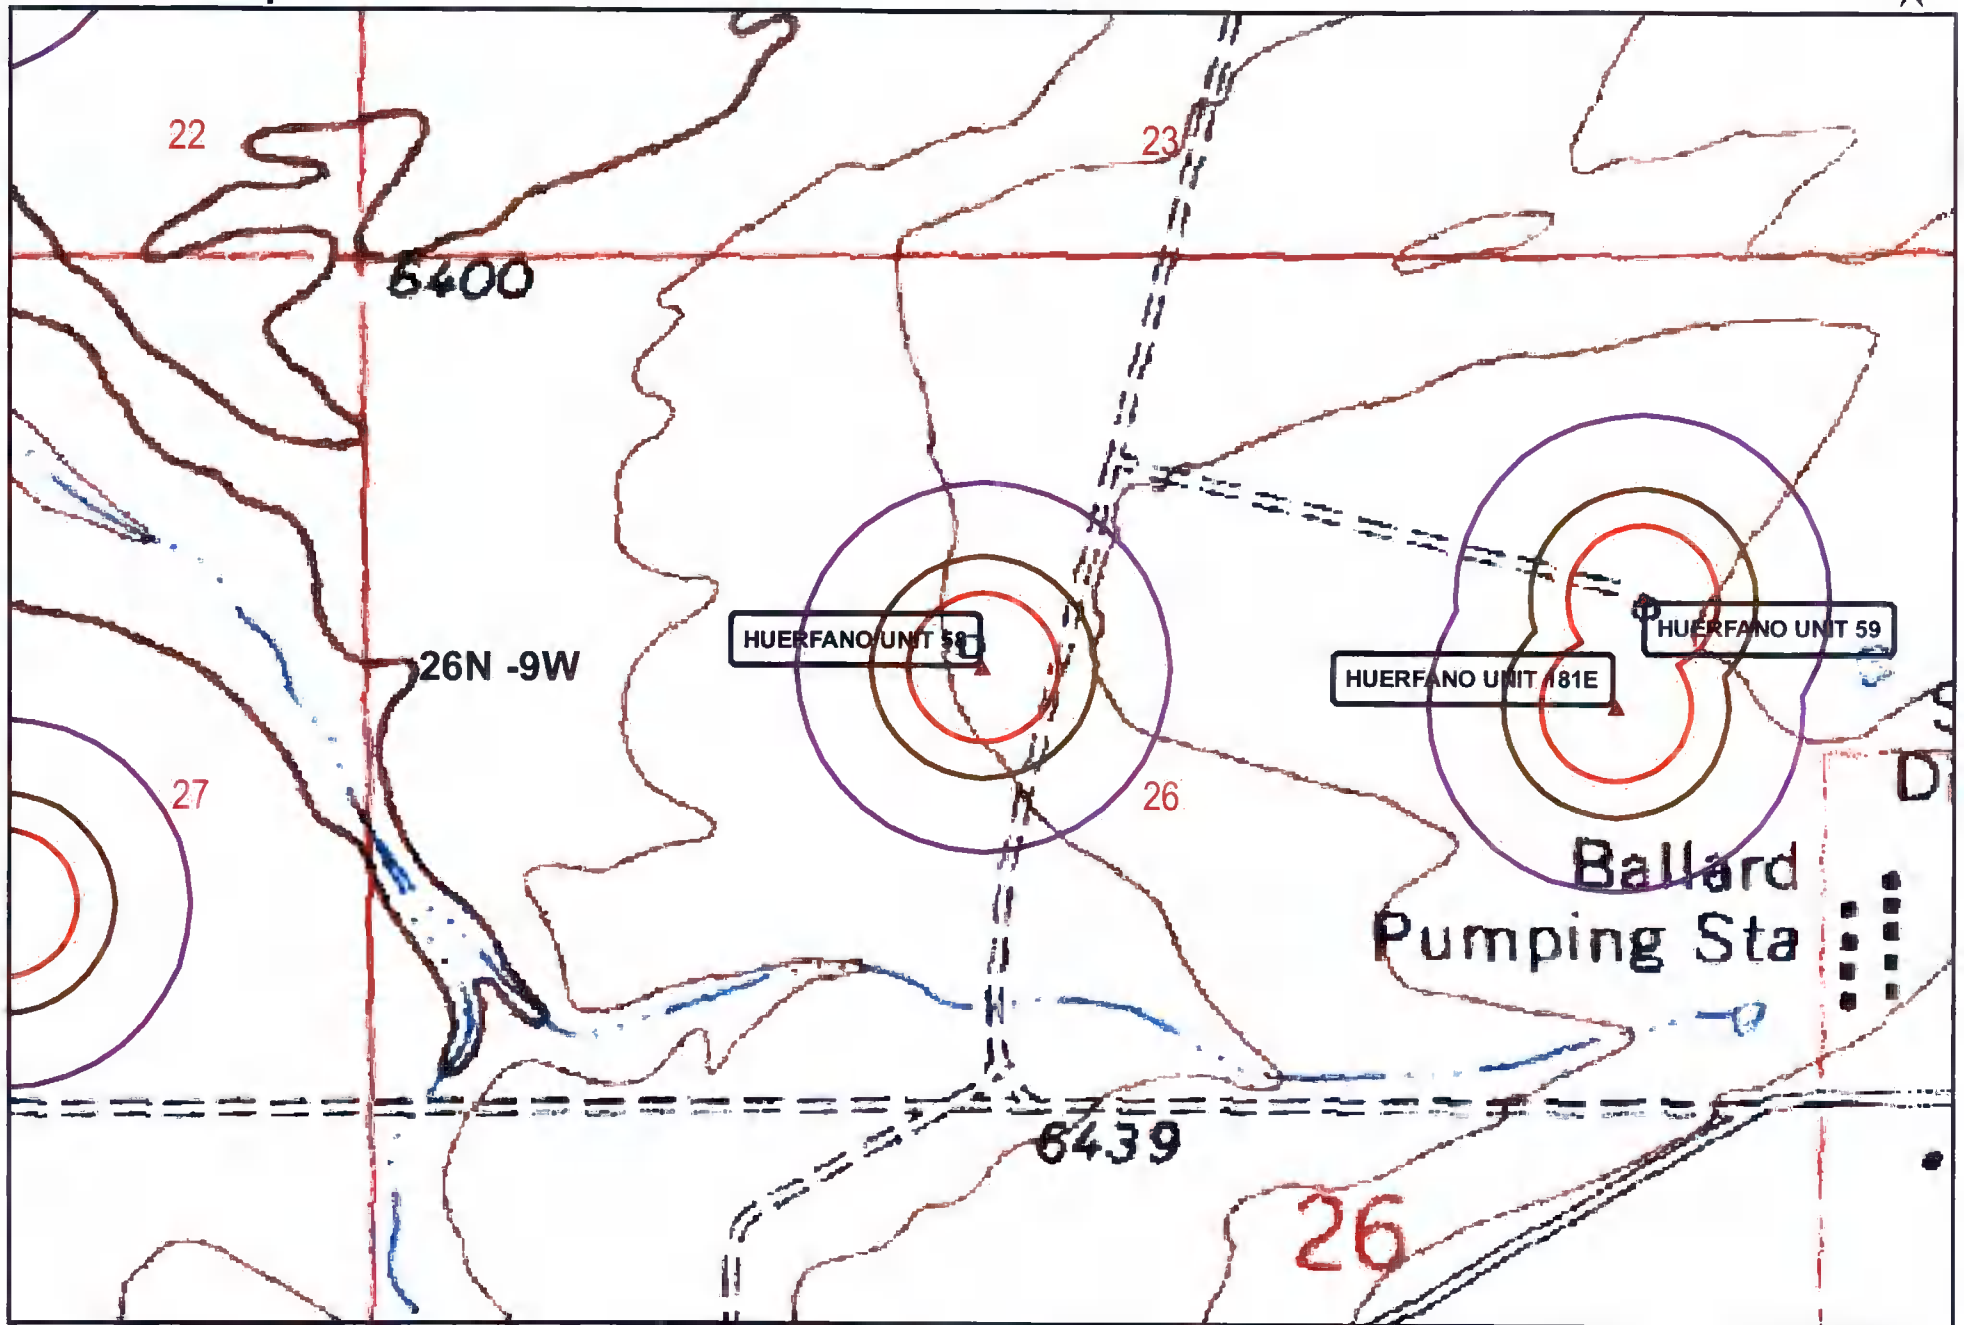 22
23
6400
HUERFANO UNIT 58
HUERFANO UNIT 59
26N -9W
HUERFANO UNIT 181E
27
26
Ballard
Pumping Sta
6439
26